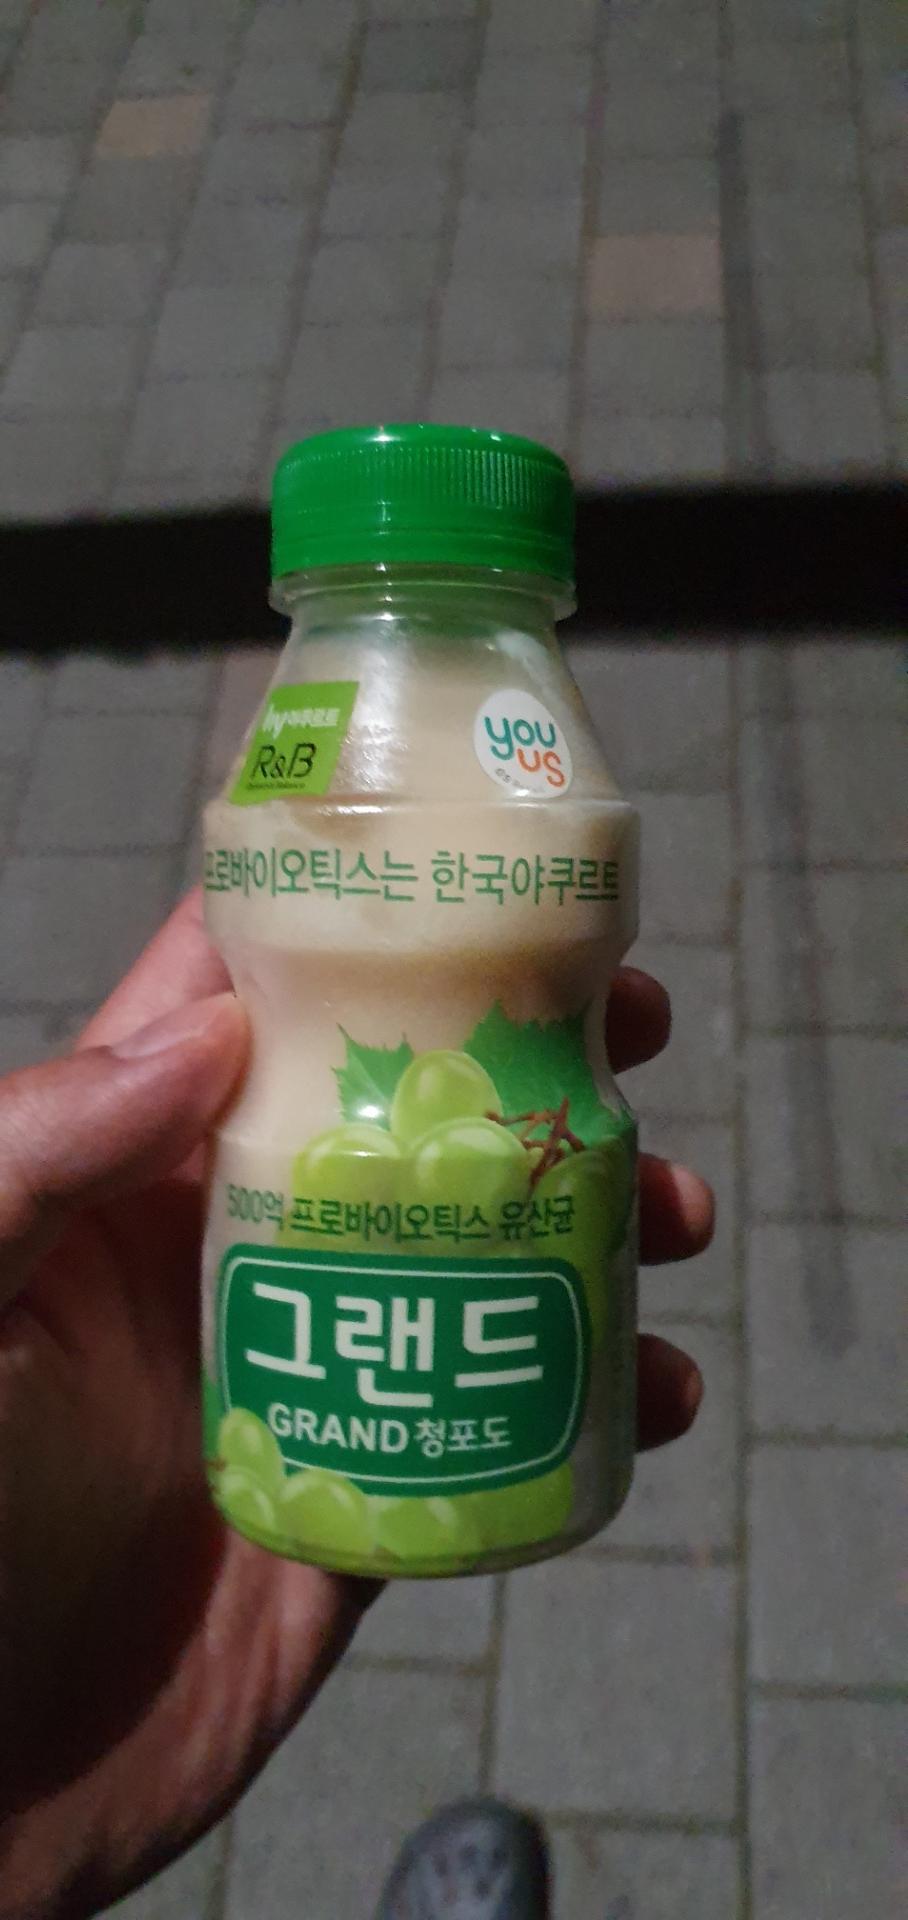 hy야쿠르트
R&B
you
us
프로바이오틱스는 한국야쿠르트
500억 프로바이오틱스 유산균
그랜드
GRAND 청포도